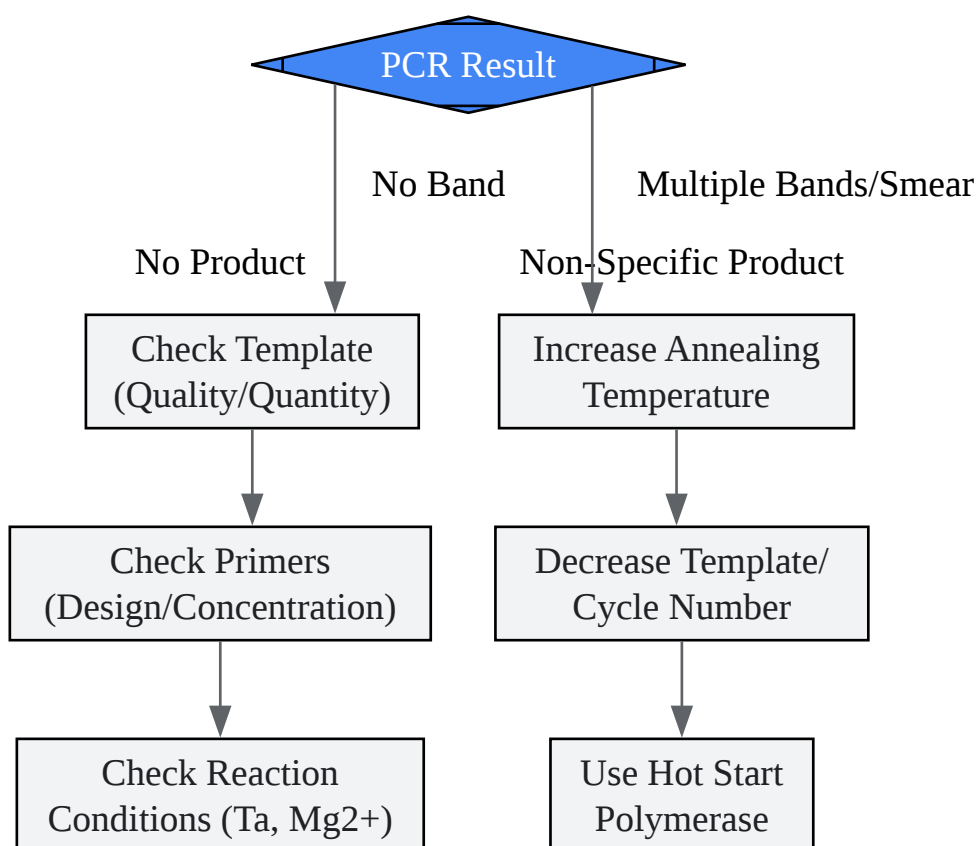 PCR Result
No Band
Multiple Bands/Smear
No Product
Non-Specific Product
Check Template
(Quality/Quantity)
Increase Annealing
Temperature
Check Primers
(Design/Concentration)
Decrease Template/
Cycle Number
Check Reaction
Conditions (Ta, Mg2+)
Use Hot Start
Polymerase